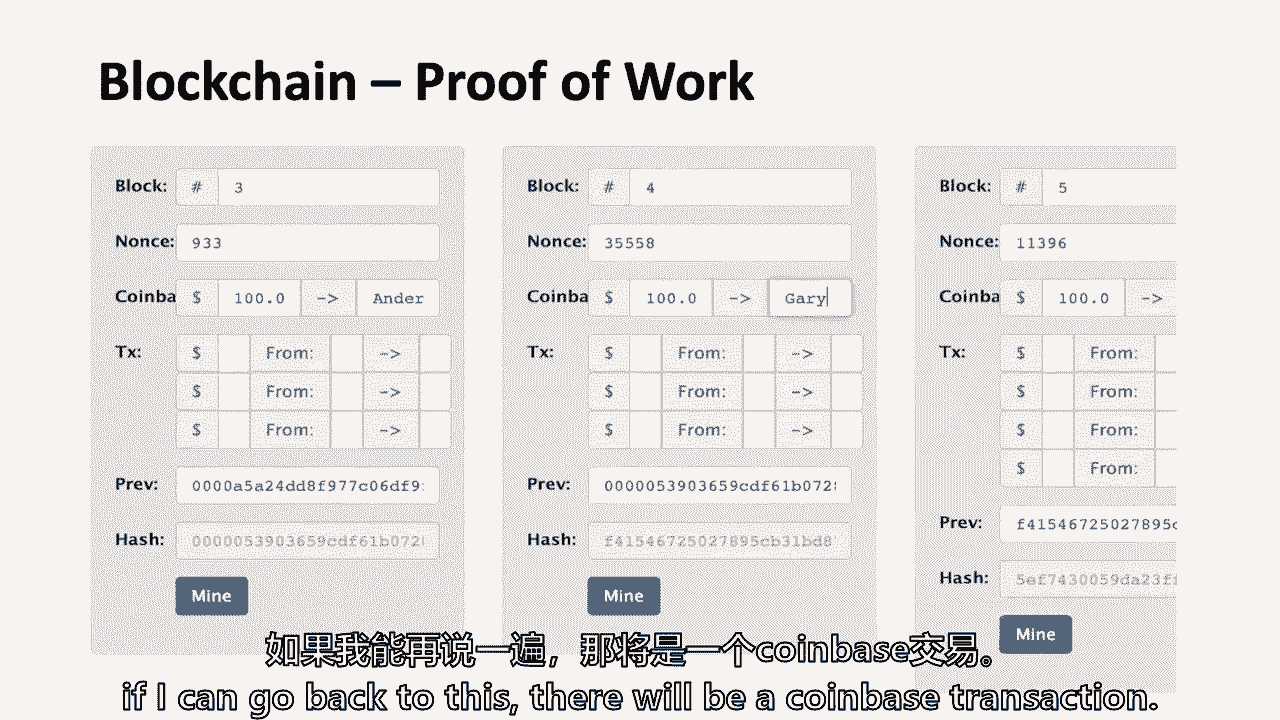 Blockchain – Proof of Work
Block: # 3
Nonce: 933
Coinba $ 100.0 -> Ander
Tx: $ From: ->
$ From: ->
$ From: ->
Prev: 0000a5a24dd8f977c06df9
Hash: 0000053903659cdf61b072
Mine
Block: # 4
Nonce: 35558
Coinba $ 100.0 -> Gary
Tx: $ From: ->
$ From: ->
$ From: ->
Prev: 0000053903659cdf61b072
Hash: f41546725027895cb31bd8
Mine
Block: # 5
Nonce: 11396
Coinba $ 100.0 ->
Tx: $ From:
$ From:
$ From:
$ From:
Prev: f41546725027895c
Hash: 5ef7430059da23f
Mine
如果我能再说一遍，那将是一个coinbase交易。
if I can go back to this, there will be a coinbase transaction.